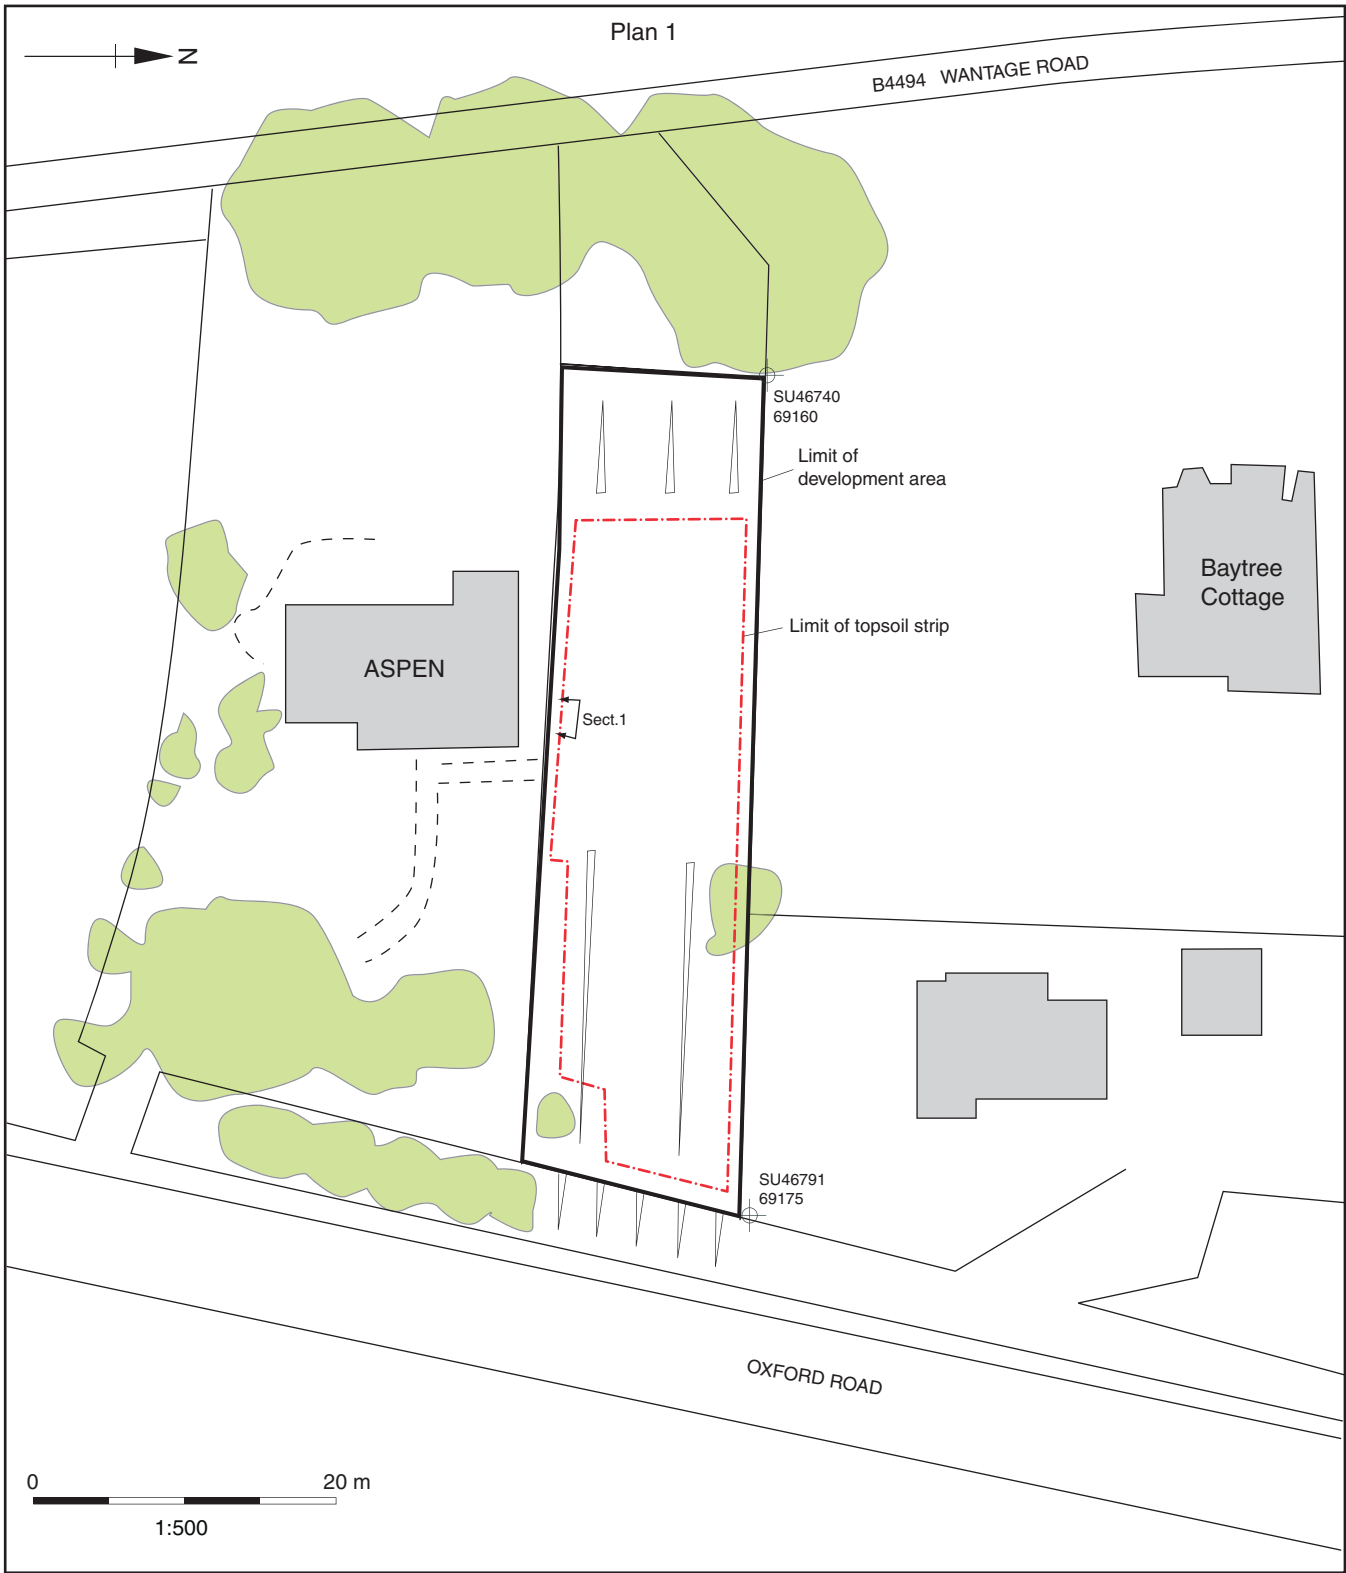 Plan 1
N
B4494 WANTAGE ROAD
SU46740
69160
Limit of
development area
Baytree
Cottage
Limit of topsoil strip
ASPEN
Sect.1
SU46791
69175
OXFORD ROAD
0 20 m
1:500